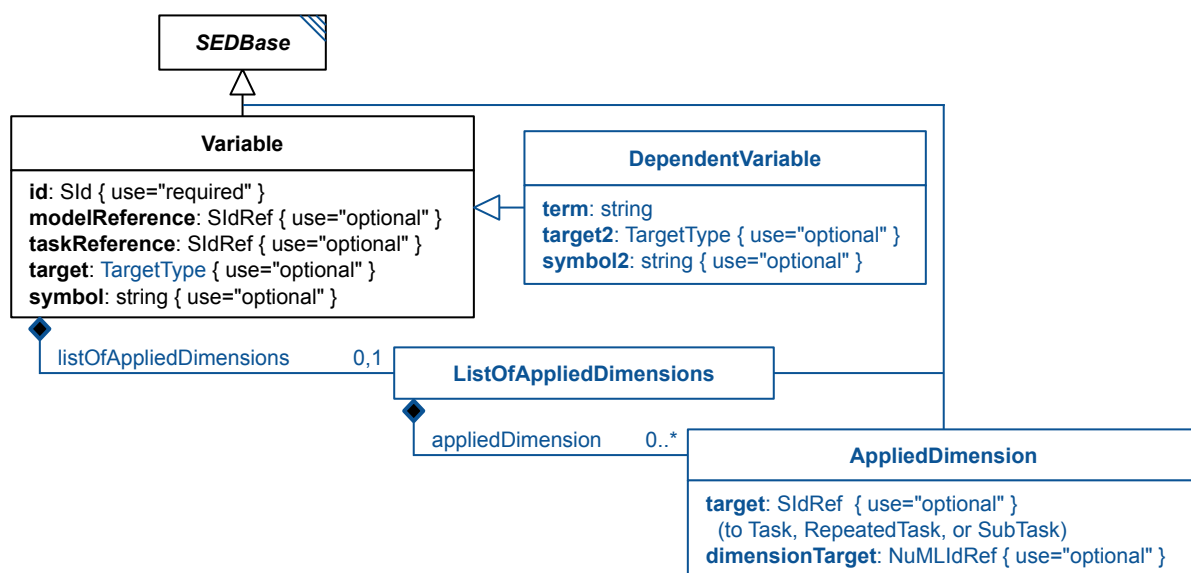 SEDBase
Variable
id: SId { use="required" }
modelReference: SIdRef { use="optional" }
taskReference: SIdRef { use="optional" }
target: TargetType { use="optional" }
symbol: string { use="optional" }
DependentVariable
term: string
target2: TargetType { use="optional" }
symbol2: string { use="optional" }
listOfAppliedDimensions 0,1
ListOfAppliedDimensions
appliedDimension 0..*
AppliedDimension
target: SIdRef { use="optional" }
(to Task, RepeatedTask, or SubTask)
dimensionTarget: NuMLIdRef { use="optional" }